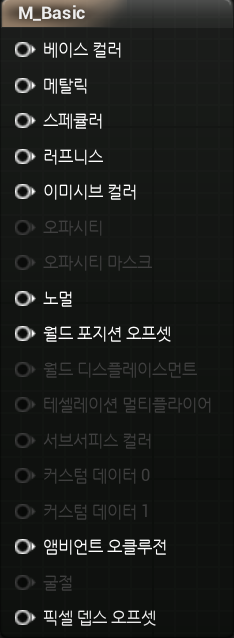 M_Basic
베이스 컬러
메탈릭
스페큘러
러프니스
이미시브 컬러
오파시티
오파시티 마스크
노멀
월드 포지션 오프셋
월드 디스플레이스먼트
테셀레이션 멀티플라이어
서브서피스 컬러
커스텀 데이터 0
커스텀 데이터 1
앰비언트 오클루전
굴절
픽셀 뎁스 오프셋